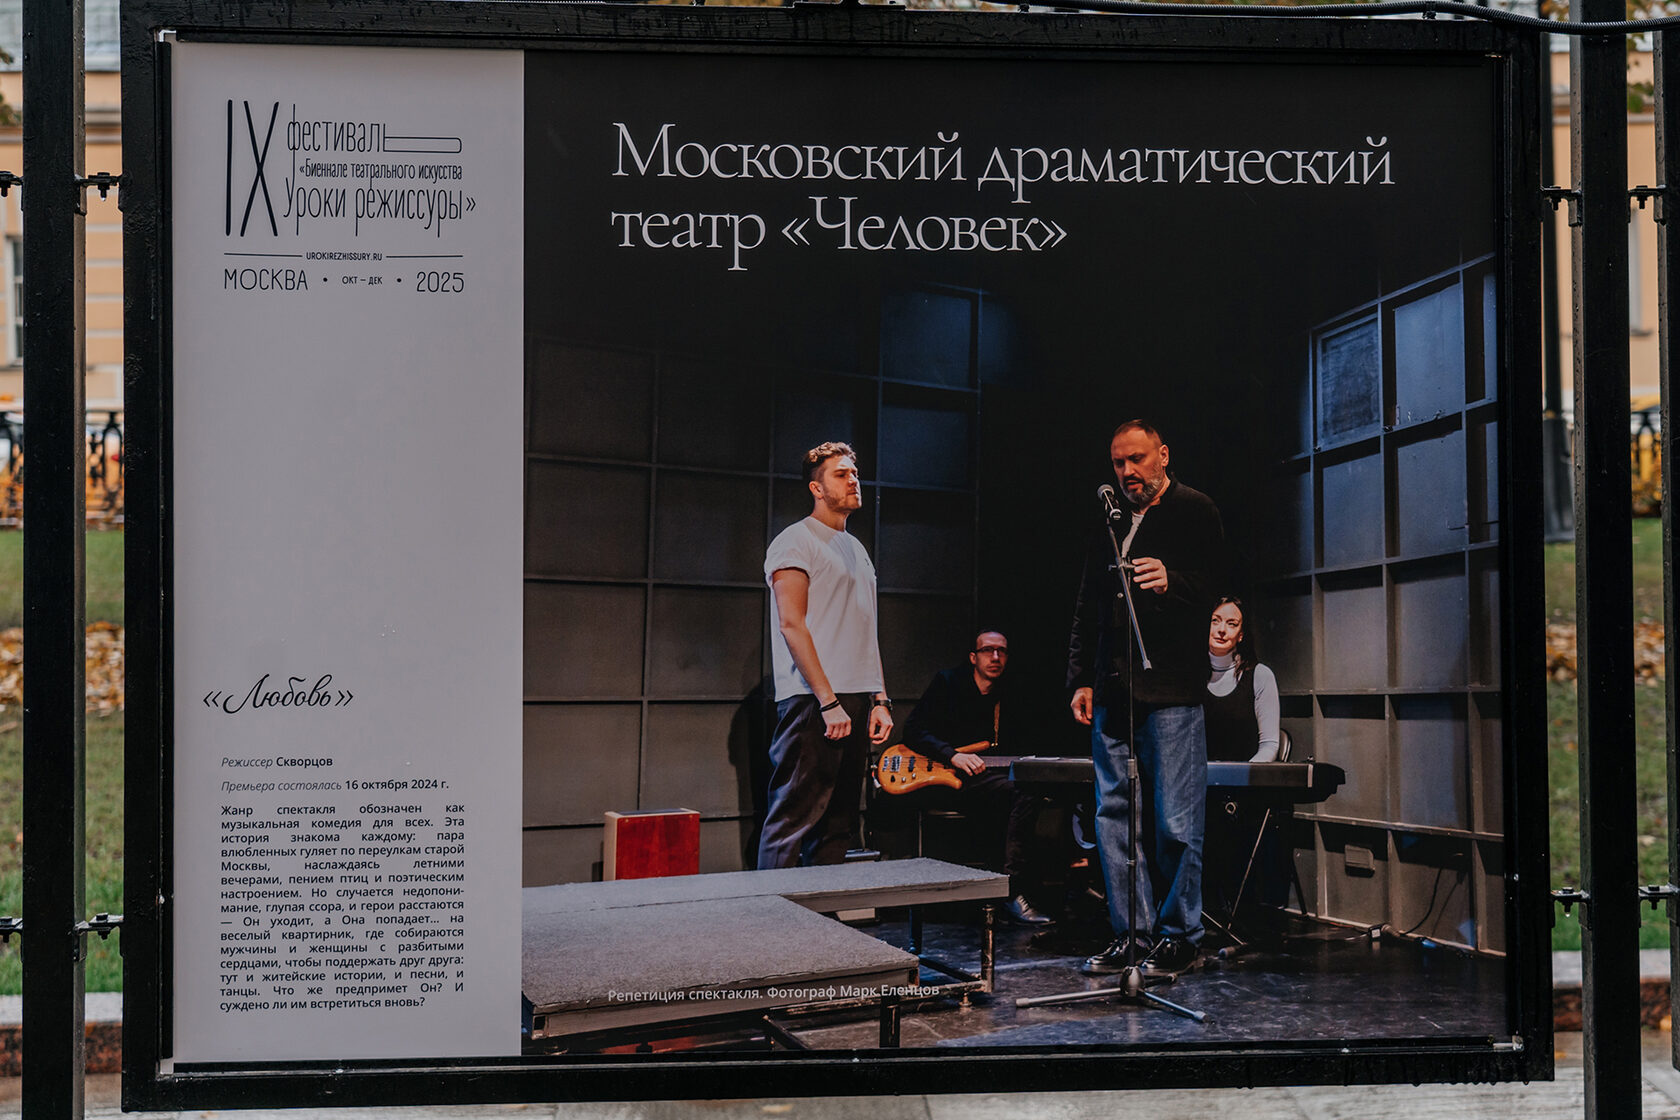 IX фестиваль
«Биеннале театрального искусства
Уроки режиссуры»
UROKIREZHISSURY.RU
МОСКВА • ОКТ – ДЕК • 2025
Московский драматический
театр «Человек»
«Любовь»
Режиссер Скворцов
Премьера состоялась 16 октября 2024 г.
Жанр спектакля обозначен как
музыкальная комедия для всех. Эта
история знакома каждому: пара
влюбленных гуляет по переулкам старой
Москвы, наслаждаясь летними
вечерами, пением птиц и поэтическим
настроением. Но случается недопони-
мание, глупая ссора, и герои расстаются
— Он уходит, а Она попадает... на
веселый квартирник, где собираются
мужчины и женщины с разбитыми
сердцами, чтобы поддержать друг друга:
тут и житейские истории, и песни, и
танцы. Что же предпримет Он? И
суждено ли им встретиться вновь?
Репетиция спектакля. Фотограф Марк Еленцов